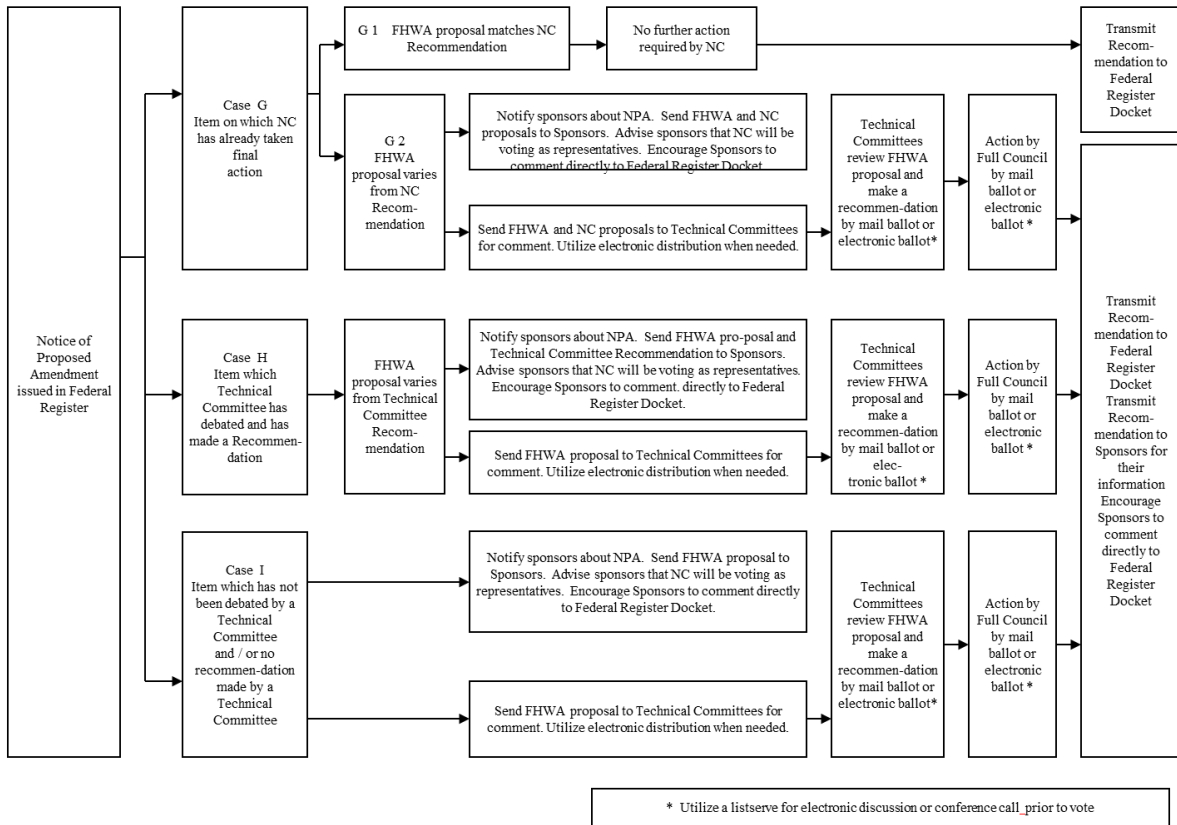 Notice of
Proposed
Amendment
issued in Federal
Register
Case G
Item on which NC
has already taken
final
action
G 1 FHWA proposal matches NC
Recommendation
No further action
required by NC
Transmit
Recom-
mendation to
Federal
Register
Docket
G 2
FHWA
proposal varies
from NC
Recom-
mendation
Notify sponsors about NPA. Send FHWA and NC
proposals to Sponsors. Advise sponsors that NC will be
voting as representatives. Encourage Sponsors to
comment directly to Federal Register Docket.
Send FHWA and NC proposals to Technical Committees
for comment. Utilize electronic distribution when needed.
Technical
Committees
review FHWA
proposal and
make a
recommen-dation
by mail ballot or
electronic ballot*
Action by
Full Council
by mail
ballot or
electronic
ballot *
Case H
Item which
Technical
Committee has
debated and has
made a Recommen-
dation
FHWA
proposal varies
from Technical
Committee
Recom-
mendation
Notify sponsors about NPA. Send FHWA pro-posal and
Technical Committee Recommendation to Sponsors.
Advise sponsors that NC will be voting as representatives.
Encourage Sponsors to comment. directly to Federal
Register Docket.
Send FHWA proposal to Technical Committees for
comment. Utilize electronic distribution when needed.
Technical
Committees
review FHWA
proposal and
make a
recommen-dation
by mail ballot or
elec-
tronic ballot *
Action by
Full Council
by mail
ballot or
electronic
ballot *
Case I
Item which has not
been debated by a
Technical
Committee
and / or no
recommen-dation
made by a
Technical
Committee
Notify sponsors about NPA. Send FHWA proposal to
Sponsors. Advise sponsors that NC will be voting as
representatives. Encourage Sponsors to comment directly
to Federal Register Docket.
Send FHWA proposal to Technical Committees for
comment. Utilize electronic distribution when needed.
Technical
Committees
review FHWA
proposal and
make a
recommen-dation
by mail ballot or
electronic ballot*
Action by
Full Council
by mail
ballot or
electronic
ballot *
Transmit
Recom-
mendation to
Federal
Register
Docket
Transmit
Recom-
mendation to
Sponsors for
their
information
Encourage
Sponsors to
comment
directly to
Federal
Register
Docket
* Utilize a listserve for electronic discussion or conference call prior to vote